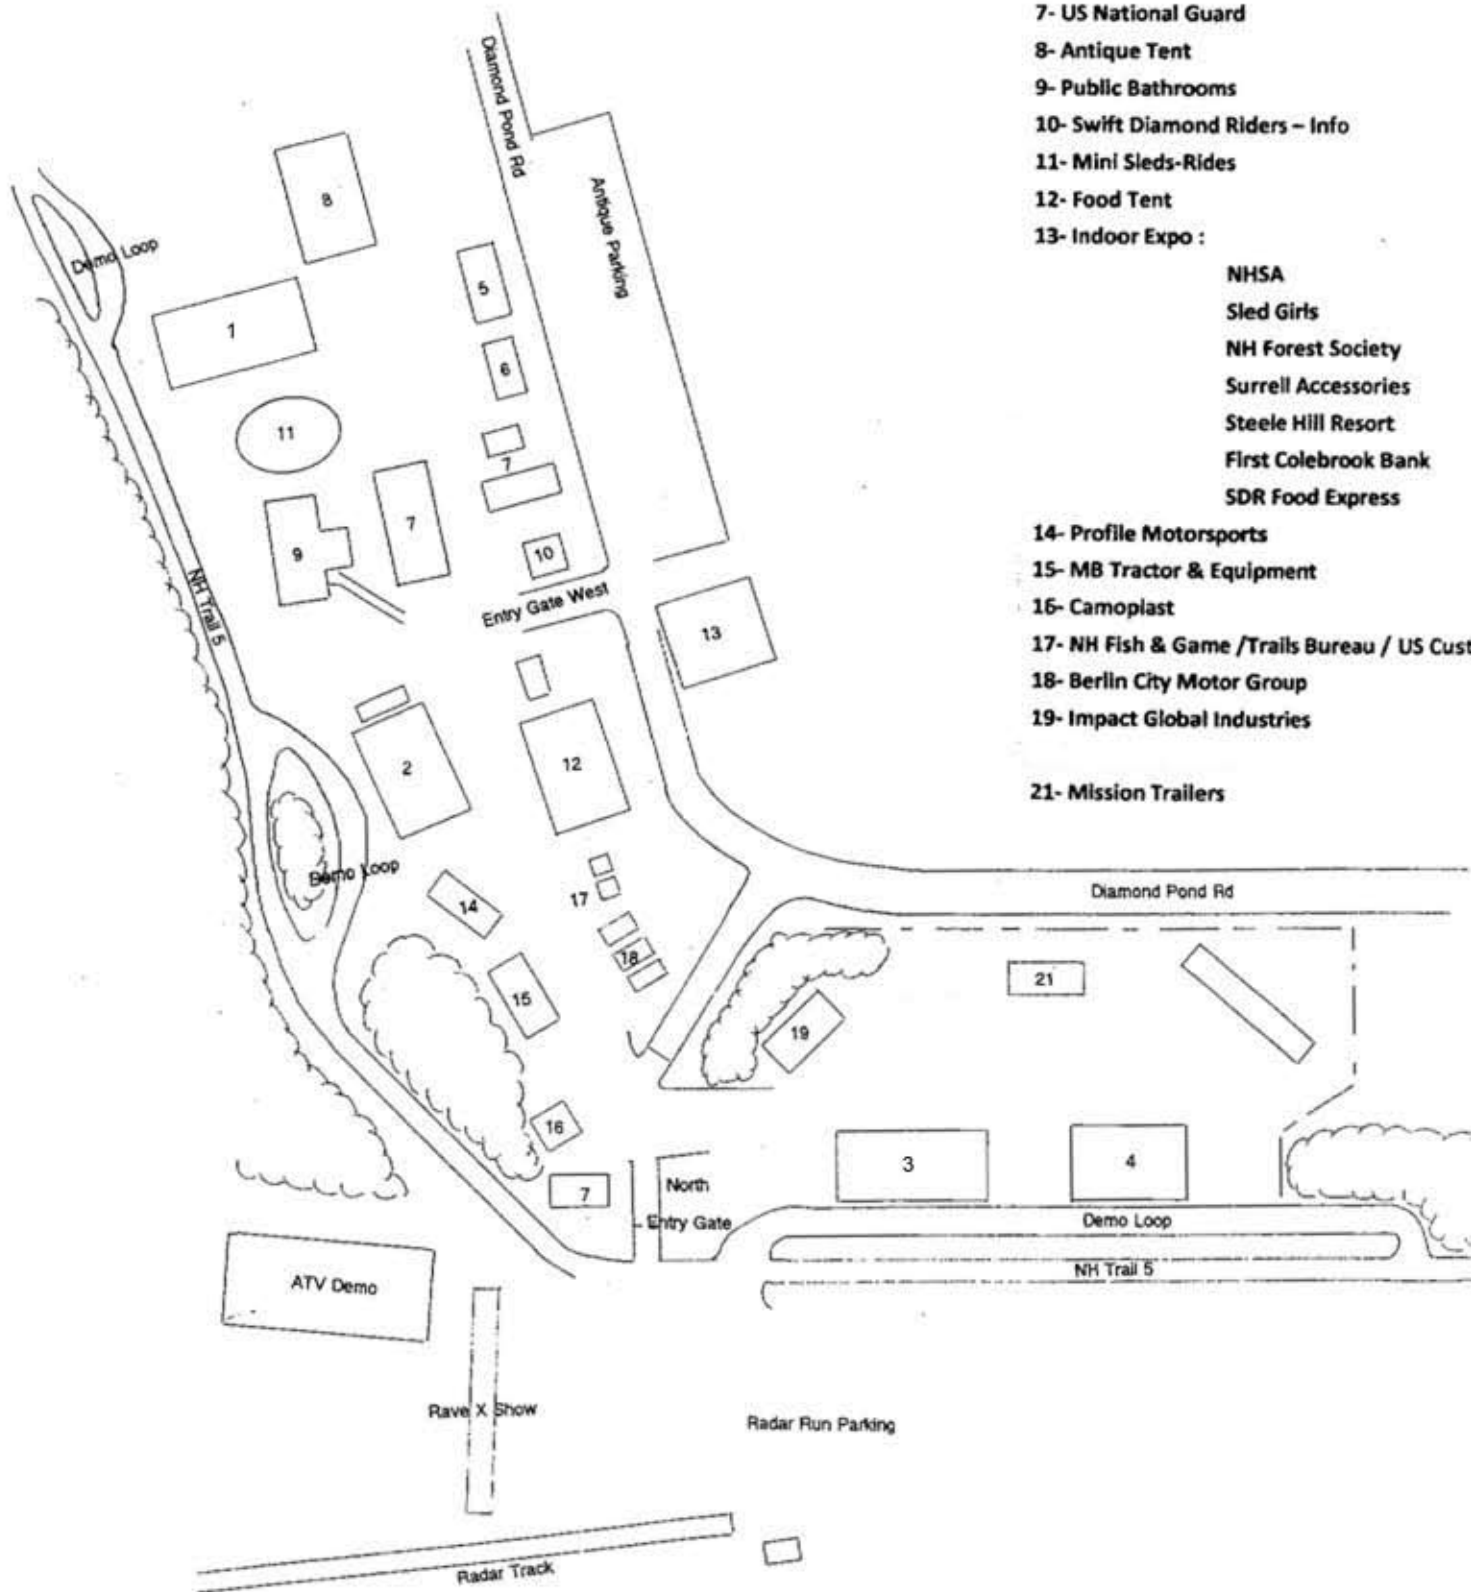 7- US National Guard
8- Antique Tent
9- Public Bathrooms
10- Swift Diamond Riders – Info
11- Mini Sleds-Rides
12- Food Tent
13- Indoor Expo :
NHSA
Sled Girls
NH Forest Society
Surrell Accessories
Steele Hill Resort
First Colebrook Bank
SDR Food Express
14- Profile Motorsports
15- MB Tractor & Equipment
16- Camoplast
17- NH Fish & Game /Trails Bureau / US Cust
18- Berlin City Motor Group
19- Impact Global Industries
21- Mission Trailers
Diamond Pond Rd
Antique Parking
8
Demo Loop
5
1
6
11
7
7
9
10
NH Trail 5
Entry Gate West
13
2
12
Demo Loop
14
17
Diamond Pond Rd
18
21
15
19
16
3
4
7
North
Entry Gate
Demo Loop
NH Trail 5
ATV Demo
Rave X Show
Radar Run Parking
Radar Track